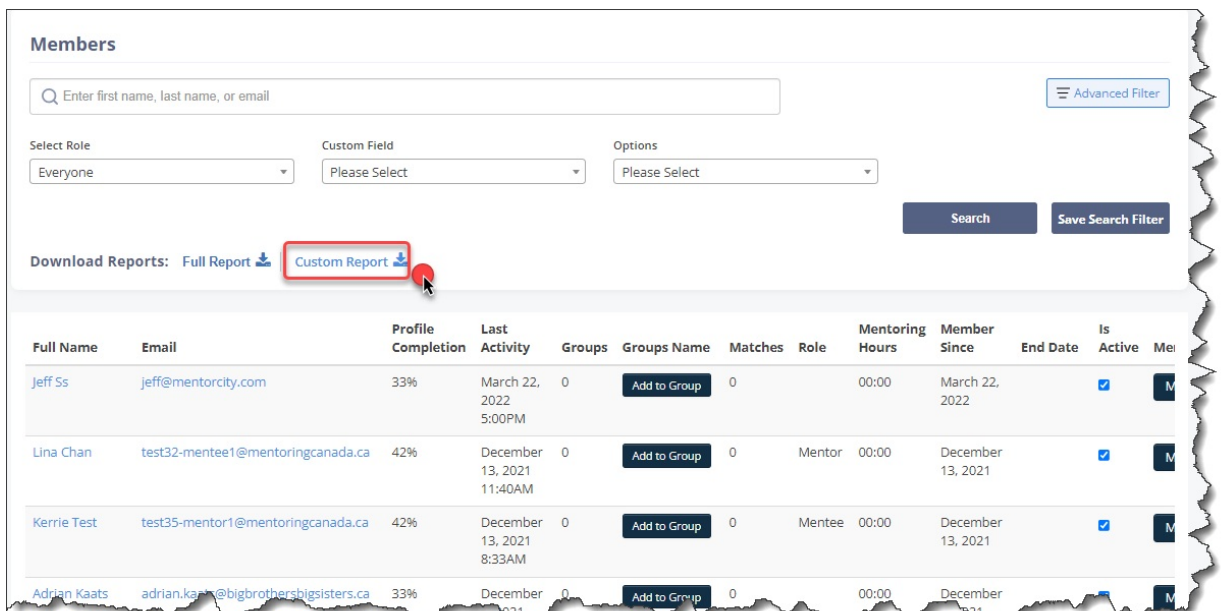 Members
Enter first name, last name, or email
Advanced Filter
Select Role Custom Field Options
Everyone Please Select Please Select
Search Save Search Filter
Download Reports: Full Report Custom Report
Profile Last Mentoring Member Is
Full Name Email Completion Activity Groups Groups Name Matches Role Hours Since End Date Active
Jeff Ss jeff@mentorcity.com 33% March 22, 0 Add to Group 0 00:00 March 22, M
2022 2022
5:00PM
Lina Chan test32-mentee1@mentoringcanada.ca 42% December 0 Add to Group 0 Mentor 00:00 December M
13, 2021 13, 2021
11:40AM
Kerrie Test test35-mentor1@mentoringcanada.ca 42% December 0 Add to Group 0 Mentee 00:00 December M
13, 2021 13, 2021
8:33AM
Adrian Kaats 33% December 0 Add to Group 0 00:00 December M